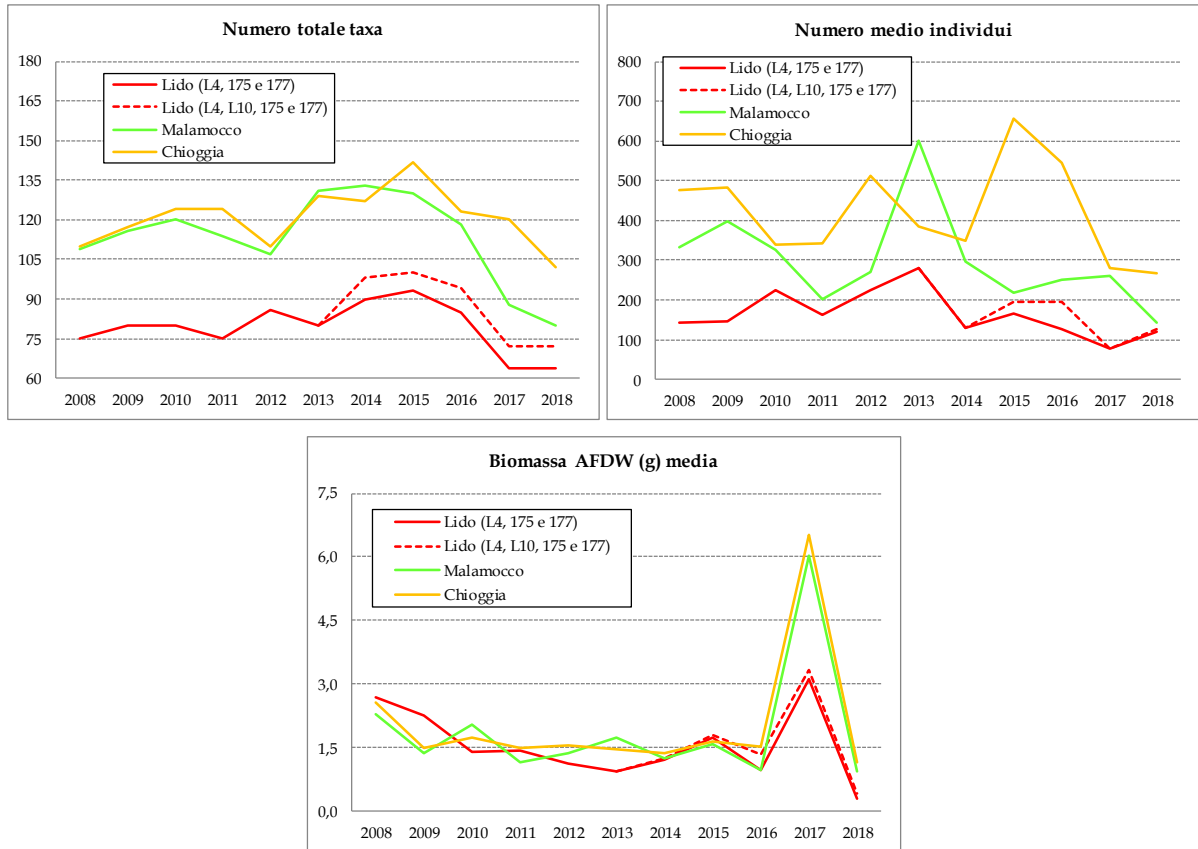 Numero totale taxa
180
165
150
135
120
105
90
75
60
Lido (L4, 175 e 177)
Lido (L4, L10, 175 e 177)
Malamocco
Chioggia
2008 2009 2010 2011 2012 2013 2014 2015 2016 2017 2018
Numero medio individui
800
700
600
500
400
300
200
100
0
Lido (L4, 175 e 177)
Lido (L4, L10, 175 e 177)
Malamocco
Chioggia
2008 2009 2010 2011 2012 2013 2014 2015 2016 2017 2018
Biomassa AFDW (g) media
7,5
6,0
4,5
3,0
1,5
0,0
Lido (L4, 175 e 177)
Lido (L4, L10, 175 e 177)
Malamocco
Chioggia
2008 2009 2010 2011 2012 2013 2014 2015 2016 2017 2018